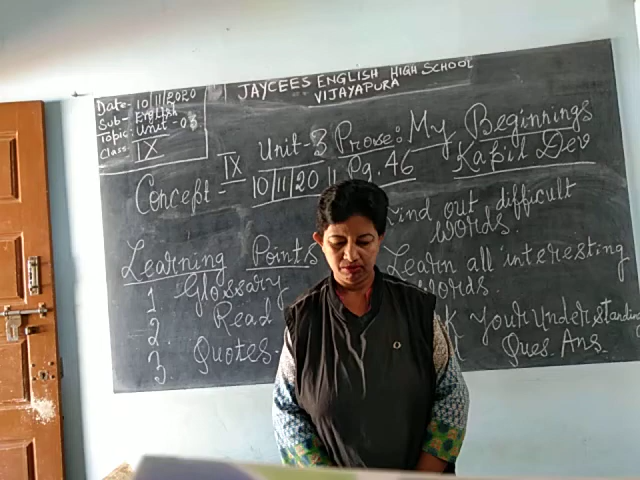 Date- 10/11/2020
Sub- English
Topic: Unit-03
Class: IX
JAYCEES ENGLISH HIGH SCHOOL
VIJAYAPURA
IX Unit-3 Prose: My Beginnings
Concept = 10/11/20 Pg. 46 Kapil Dev
Learning Points
1 Glossary
2. Read
3. Quotes-
ind out difficult
Words.
Learn all interesting
words.
Your Understanding
Ques. Ans.